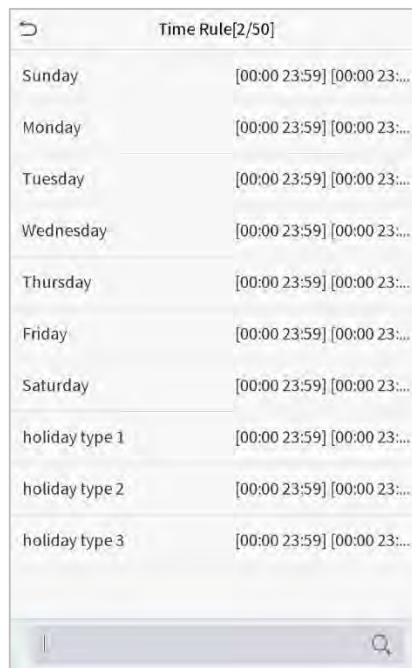 Time Rule[2/50]
Sunday [00:00 23:59] [00:00 23:...
Monday [00:00 23:59] [00:00 23:...
Tuesday [00:00 23:59] [00:00 23:...
Wednesday [00:00 23:59] [00:00 23:...
Thursday [00:00 23:59] [00:00 23:...
Friday [00:00 23:59] [00:00 23:...
Saturday [00:00 23:59] [00:00 23:...
holiday type 1 [00:00 23:59] [00:00 23:...
holiday type 2 [00:00 23:59] [00:00 23:...
holiday type 3 [00:00 23:59] [00:00 23:...